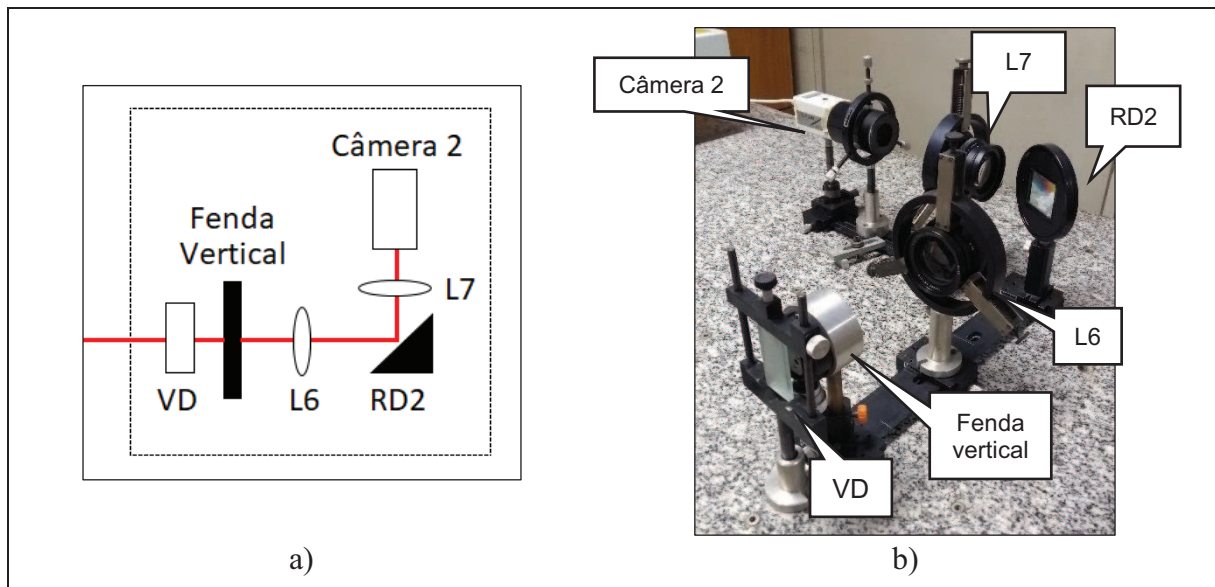 Câmera 2
Fenda
Vertical
L7
VD
L6
RD2
a)
Câmera 2
L7
RD2
L6
Fenda
vertical
VD
b)